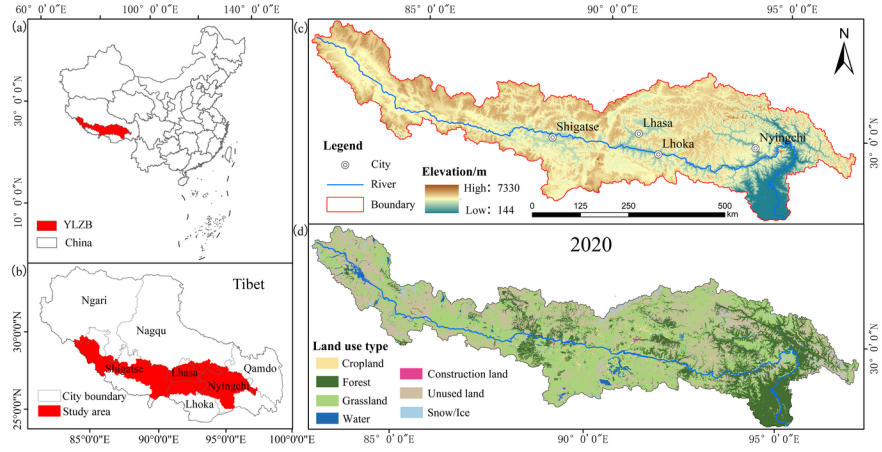 60° 0'0"E
100°0'0"E
140°0'0"E
(a)
30° 0'0"N
10° 0'0"N
YLZB
China
(b)
Tibet
Ngari
Nagqu
Shigatse
Lhasa
Qamdo
Nyingchi
Lhoka
City boundary
Study area
30°0'0"N
25°0'0"N
85°0'0"E
90°0'0"E
95°0'0"E
100°0'0"E
85°0'0"E
90°0'0"E
95°0'0"E
(c)
N
Shigatse
Lhasa
Lhoka
Nyingchi
30° 0'0"N
Legend
City
River
Boundary
Elevation/m
High: 7330
Low: 144
0
125
250
500
km
(d)
2020
Land use type
Cropland
Forest
Grassland
Water
Construction land
Unused land
Snow/Ice
30° 0'0"N
85°0'0"E
90°0'0"E
95°0'0"E